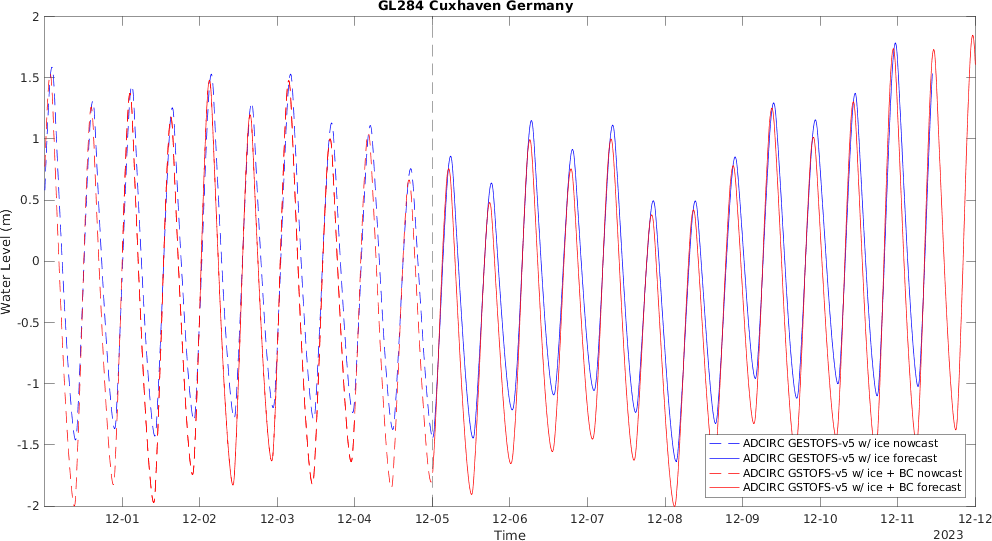 GL284 Cuxhaven Germany
2
1.5
1
0.5
0
-0.5
-1
-1.5
-2
Water Level (m)
ADCIRC GESTOFS-v5 w/ ice nowcast
ADCIRC GESTOFS-v5 w/ ice forecast
ADCIRC GSTOFS-v5 w/ ice + BC nowcast
ADCIRC GSTOFS-v5 w/ ice + BC forecast
12-01 12-02 12-03 12-04 12-05 12-06 12-07 12-08 12-09 12-10 12-11 12-12
Time
2023